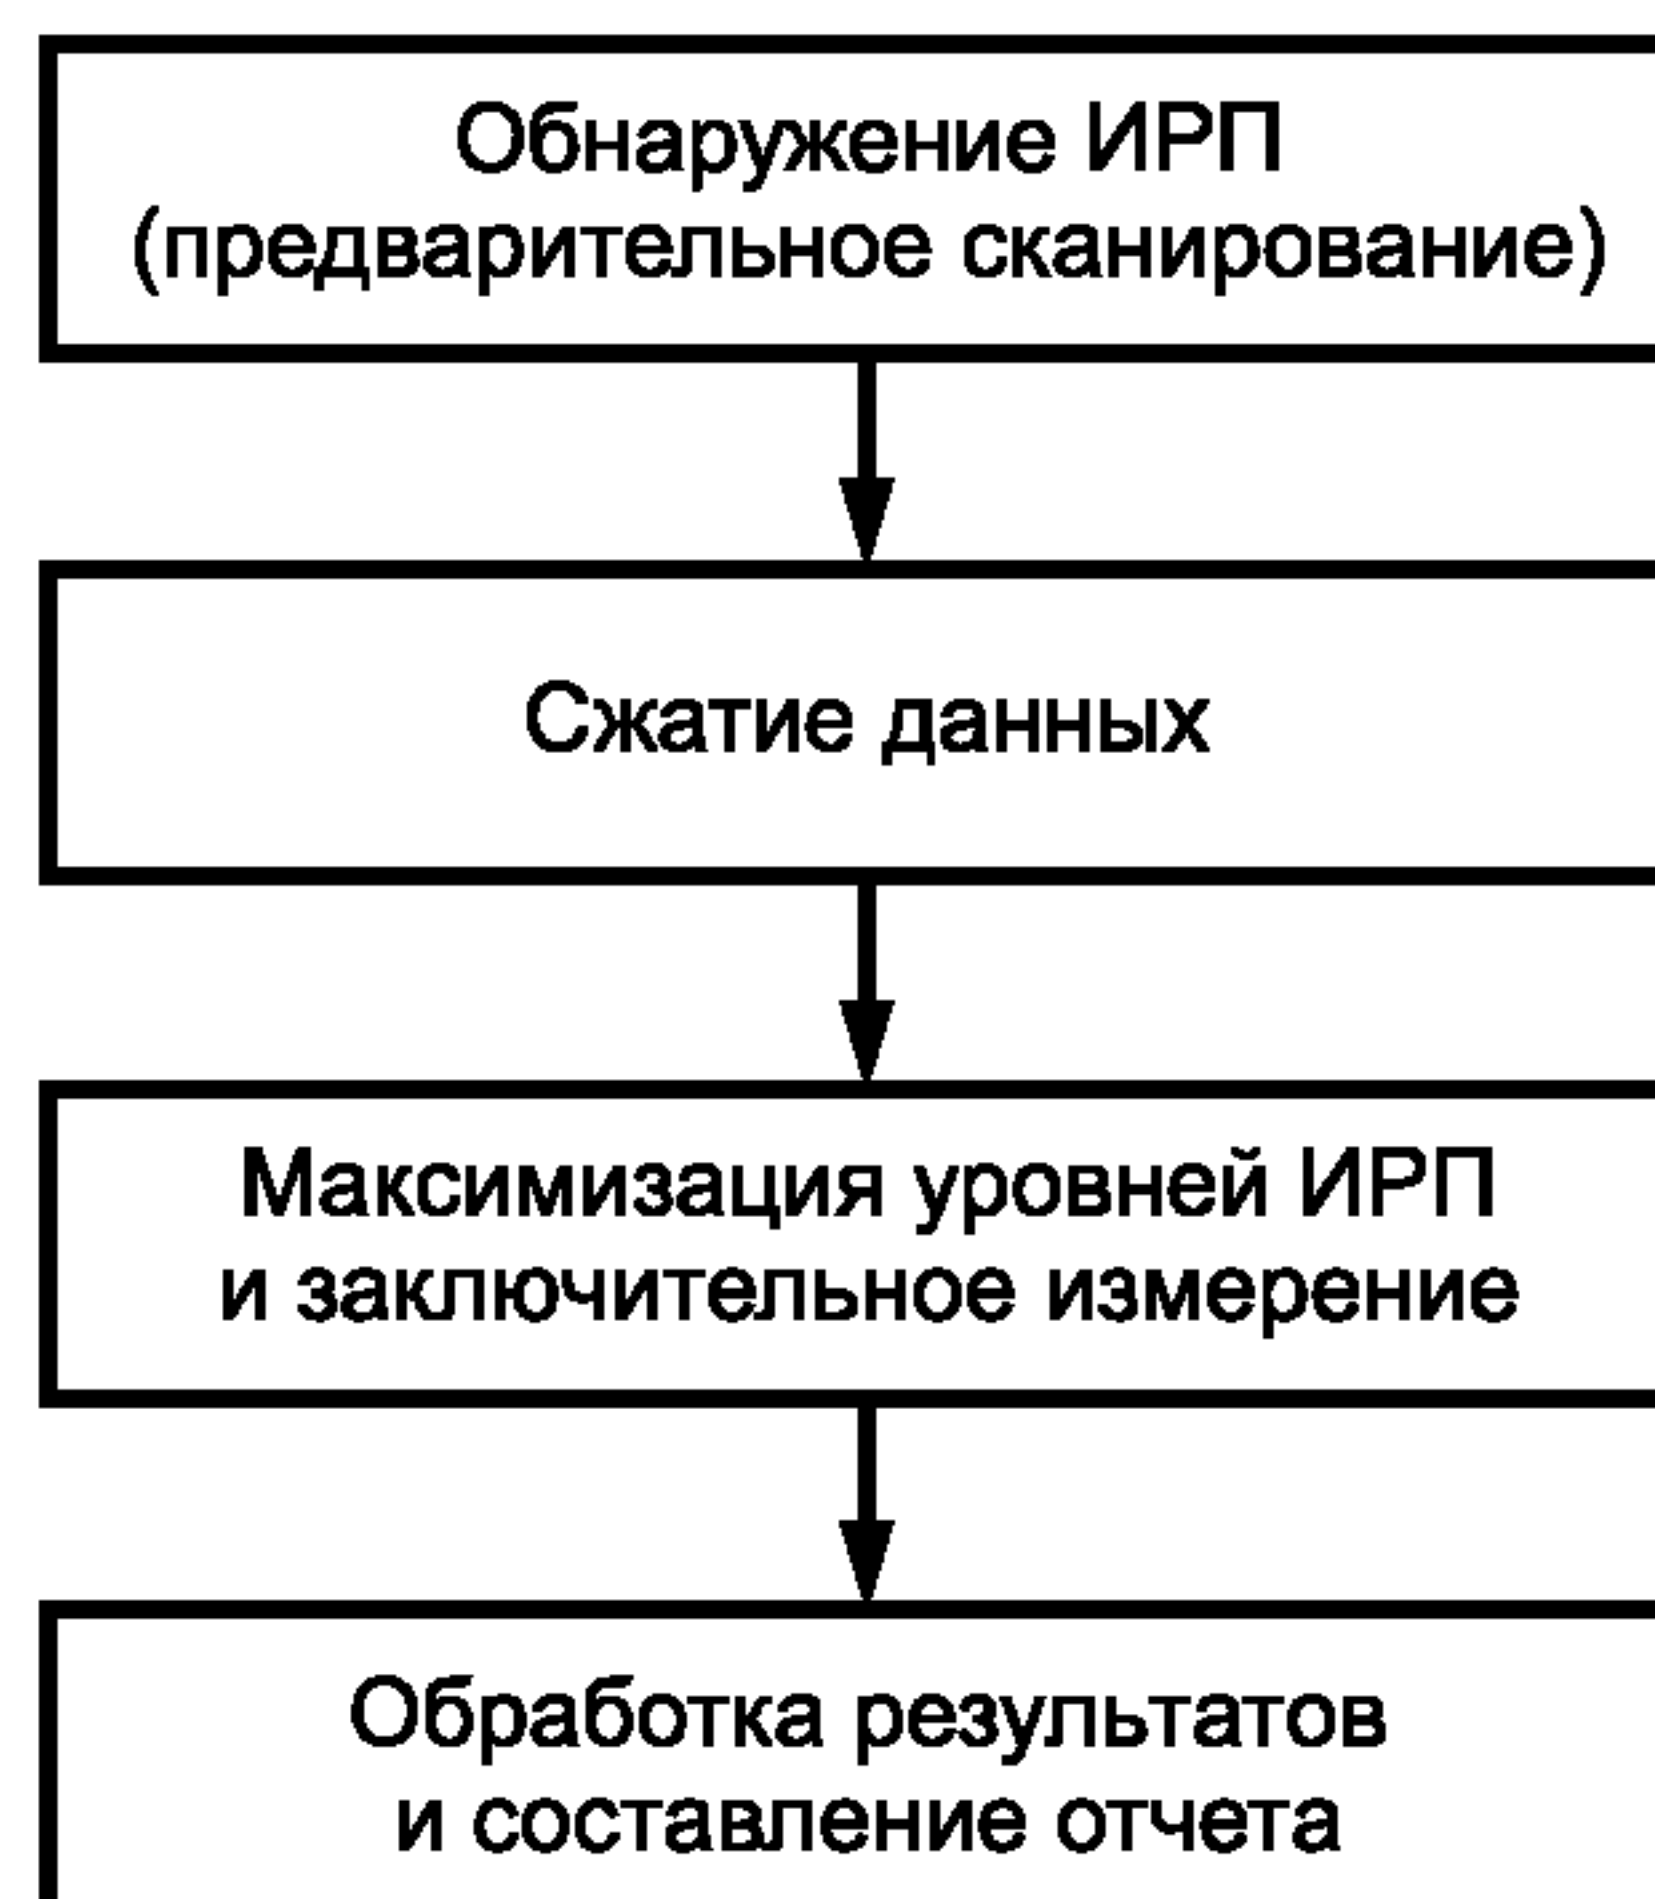 Обнаружение ИРП
(предварительное сканирование)
Сжатие данных
Максимизация уровней ИРП
и заключительное измерение
Обработка результатов
и составление отчета